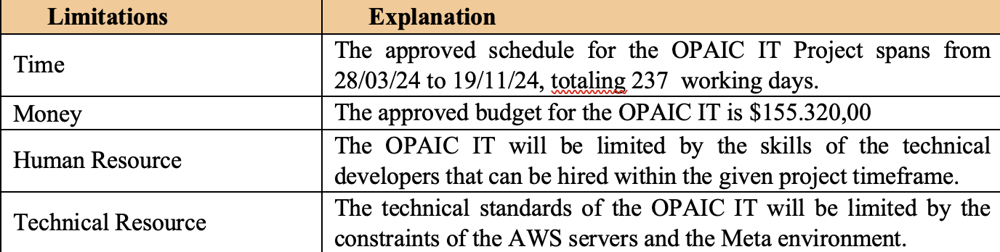 Limitations Explanation
Time
The approved schedule for the OPAIC IT Project spans from
28/03/24 to 19/11/24, totaling 237 working days.
Money
The approved budget for the OPAIC IT is $155.320,00
Human Resource
The OPAIC IT will be limited by the skills of the technical
developers that can be hired within the given project timeframe.
Technical Resource
The technical standards of the OPAIC IT will be limited by the
constraints of the AWS servers and the Meta environment.